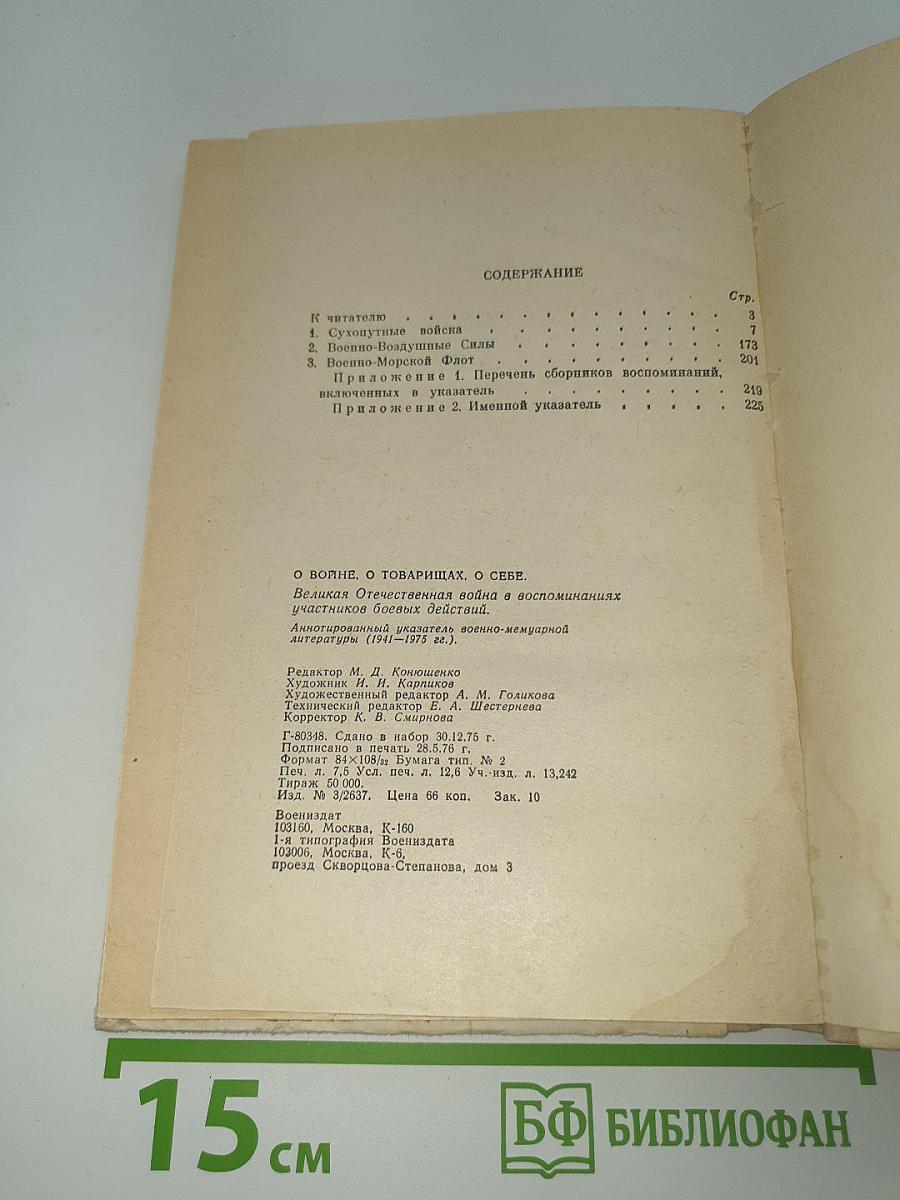 СОДЕРЖАНИЕ
Стр.
К читателю . . . . . . . . . . . . . . 3
1. Сухопутные войска . . . . . . . . . . 7
2. Военно-Воздушные Силы . . . . . . . . . 173
3. Военно-Морской Флот . . . . . . . . . . 201
Приложение 1. Перечень сборников воспоминаний,
включенных в указатель . . . . . . . . . 219
Приложение 2. Именной указатель . . . . . 225
О ВОЙНЕ, О ТОВАРИЩАХ, О СЕБЕ.
Великая Отечественная война в воспоминаниях
участников боевых действий.
Аннотированный указатель военно-мемуарной
литературы (1941—1975 гг.).
Редактор М. Д. Конюшенко
Художник И. И. Карпиков
Художественный редактор А. М. Голикова
Технический редактор Е. А. Шестернева
Корректор К. В. Смирнова
Г-80348. Сдано в набор 30.12.75 г.
Подписано в печать 28.5.76 г.
Формат 84×108/32 Бумага тип. № 2
Печ. л. 7,5 Усл. печ. л. 12,6 Уч.-изд. л. 13,242
Тираж 50 000.
Изд. № 3/2637. Цена 66 коп. Зак. 10
Воениздат
103160, Москва, К-160
1-я типография Воениздата
103006, Москва, К-6,
проезд Скворцова-Степанова, дом 3
15 см
БФ БИБЛИОФАН